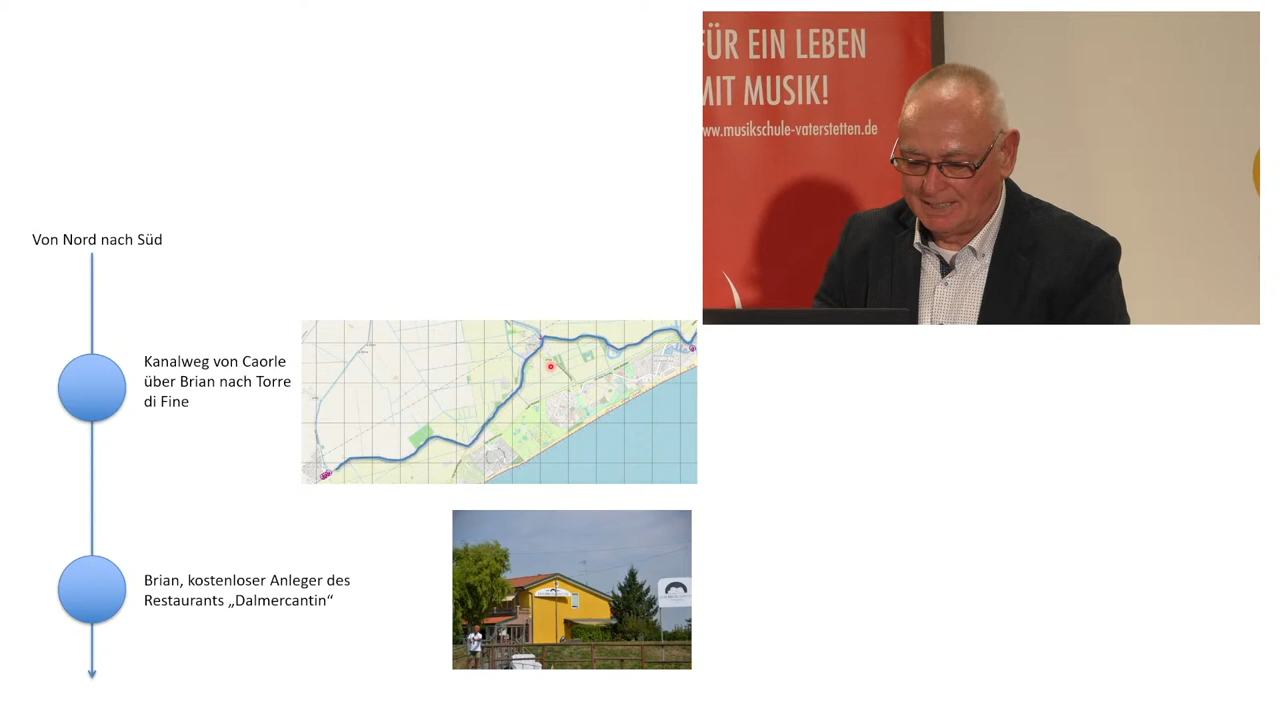 FÜR EIN LEBEN
MIT MUSIK!
www.musikschule-vaterstetten.de
Von Nord nach Süd
Kanalweg von Caorle
über Brian nach Torre
di Fine
Brian, kostenloser Anleger des
Restaurants „Dalmercantin“